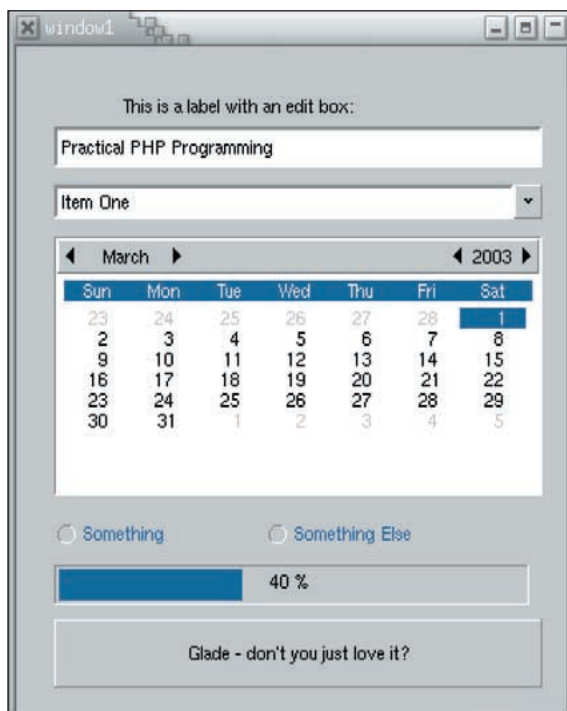 window1
This is a label with an edit box:
Practical PHP Programming
Item One
March 2003
Sun Mon Tue Wed Thu Fri Sat
23 24 25 26 27 28 1
2 3 4 5 6 7 8
9 10 11 12 13 14 15
16 17 18 19 20 21 22
23 24 25 26 27 28 29
30 31 1 2 3 4 5
Something Something Else
40 %
Glade - don't you just love it?